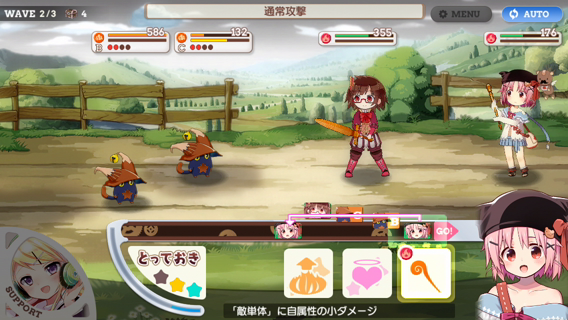 WAVE 2/3 4
通常攻撃
MENU
AUTO
586
B
132
C
355
176
GO!
とっておき
SUPPORT
「敵単体」に自属性の小ダメージ